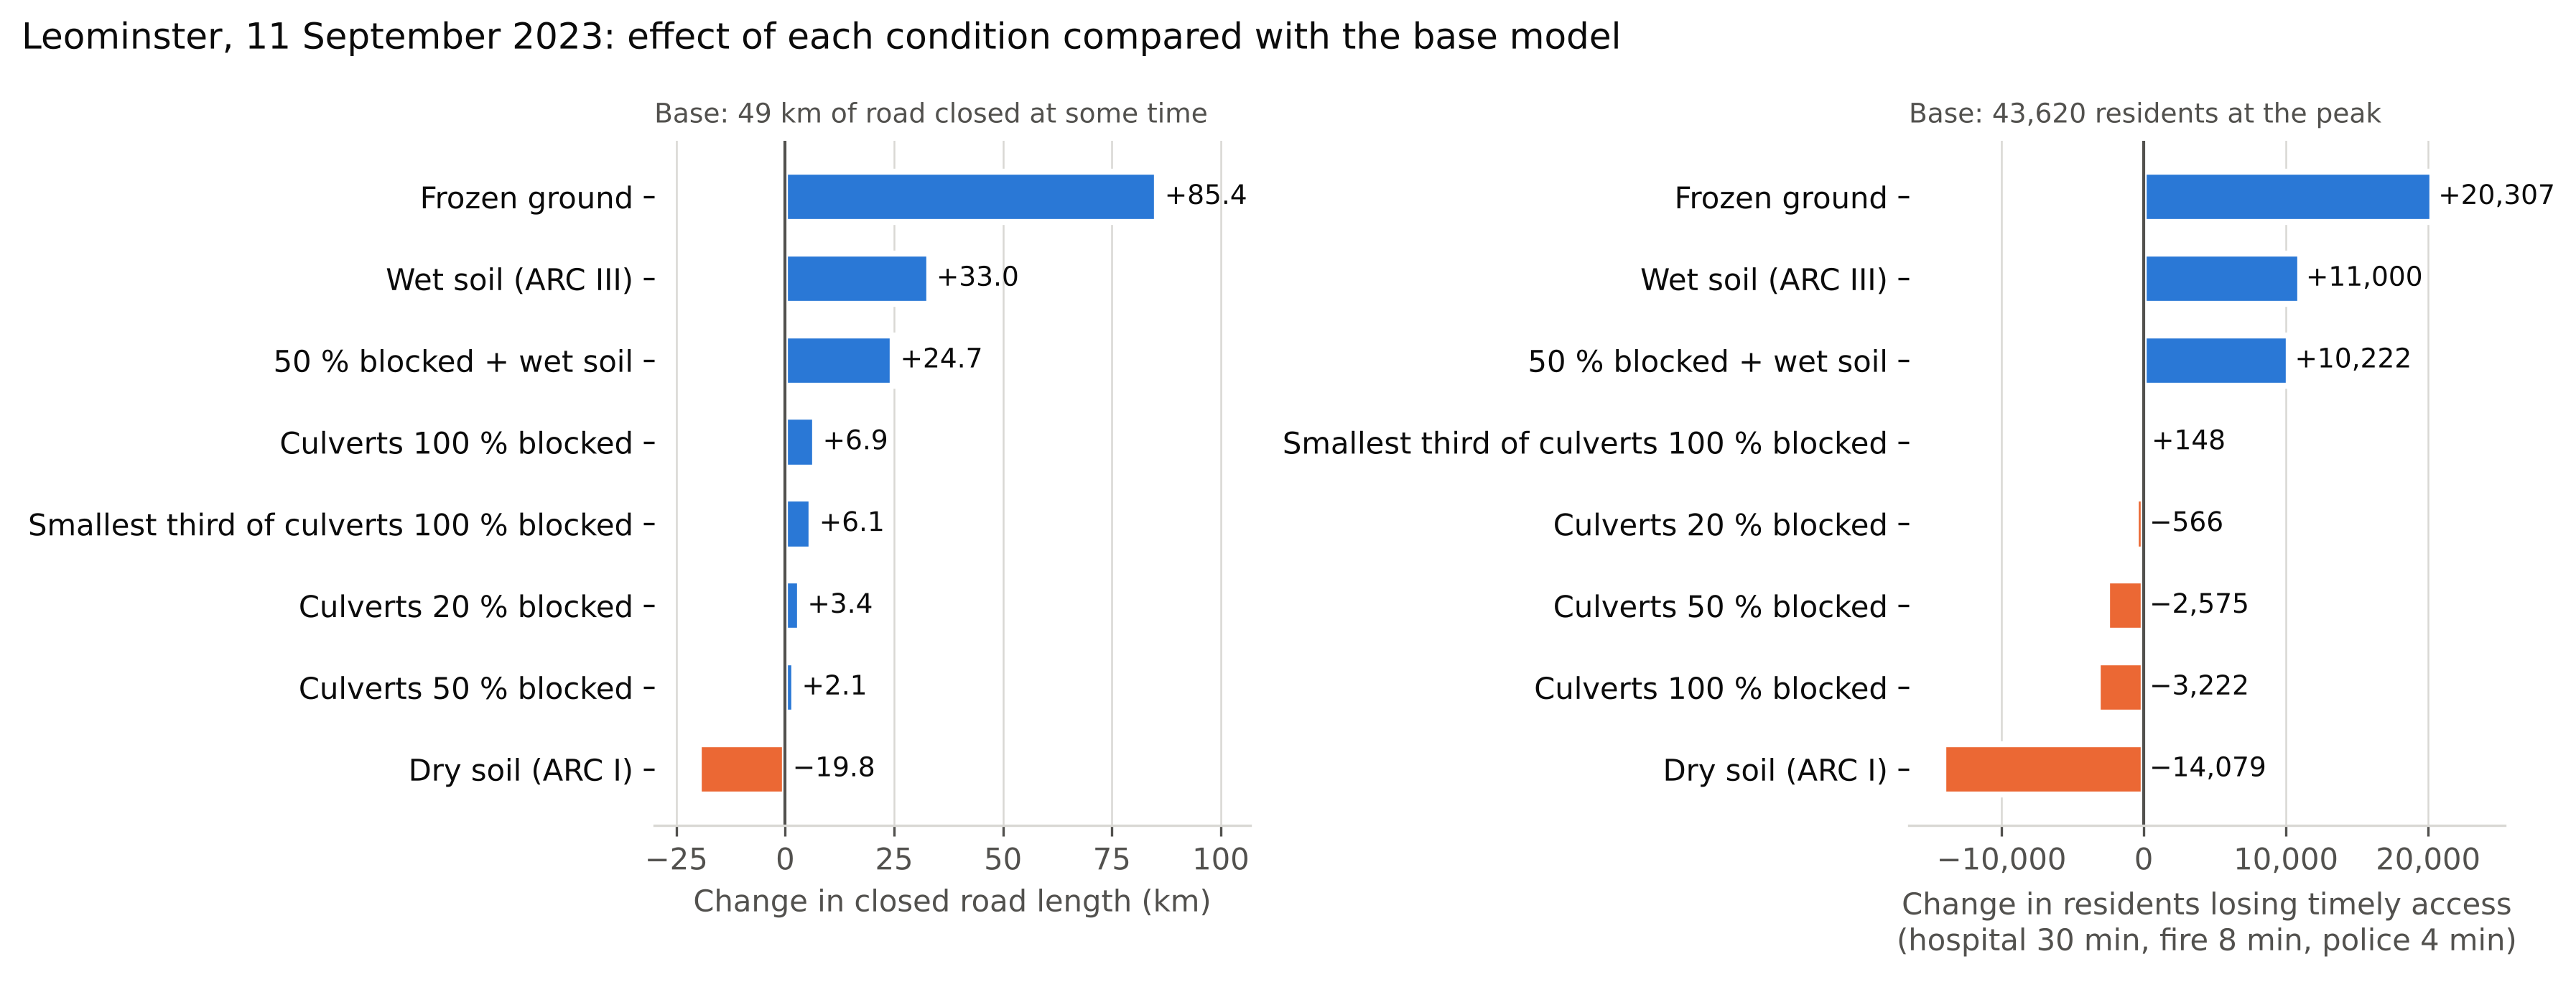 Leominster, 11 September 2023: effect of each condition compared with the base model
Base: 49 km of road closed at some time
Frozen ground
+85.4
Wet soil (ARC III)
+33.0
50 % blocked + wet soil
+24.7
Culverts 100 % blocked
+6.9
Smallest third of culverts 100 % blocked
+6.1
Culverts 20 % blocked
+3.4
Culverts 50 % blocked
+2.1
Dry soil (ARC I)
−19.8
−25 0 25 50 75 100
Change in closed road length (km)
Base: 43,620 residents at the peak
Frozen ground
+20,307
Wet soil (ARC III)
+11,000
50 % blocked + wet soil
+10,222
Smallest third of culverts 100 % blocked
+148
Culverts 20 % blocked
−566
Culverts 50 % blocked
−2,575
Culverts 100 % blocked
−3,222
Dry soil (ARC I)
−14,079
−10,000 0 10,000 20,000
Change in residents losing timely access
(hospital 30 min, fire 8 min, police 4 min)